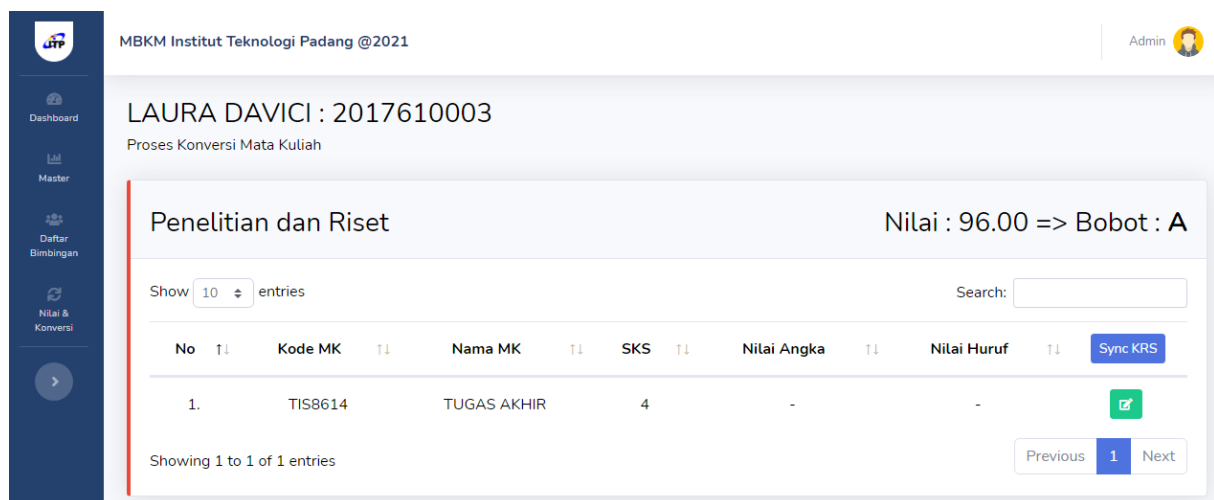 ITP
MBKM Institut Teknologi Padang @2021
Admin
Dashboard
Master
Daftar
Bimbingan
Nilai &
Konversi
LAURA DAVICI : 2017610003
Proses Konversi Mata Kuliah
Penelitian dan Riset
Nilai : 96.00 => Bobot : A
Show 10 entries
Search:
No Kode MK Nama MK SKS Nilai Angka Nilai Huruf Sync KRS
1. TIS8614 TUGAS AKHIR 4 - -
Showing 1 to 1 of 1 entries
Previous 1 Next